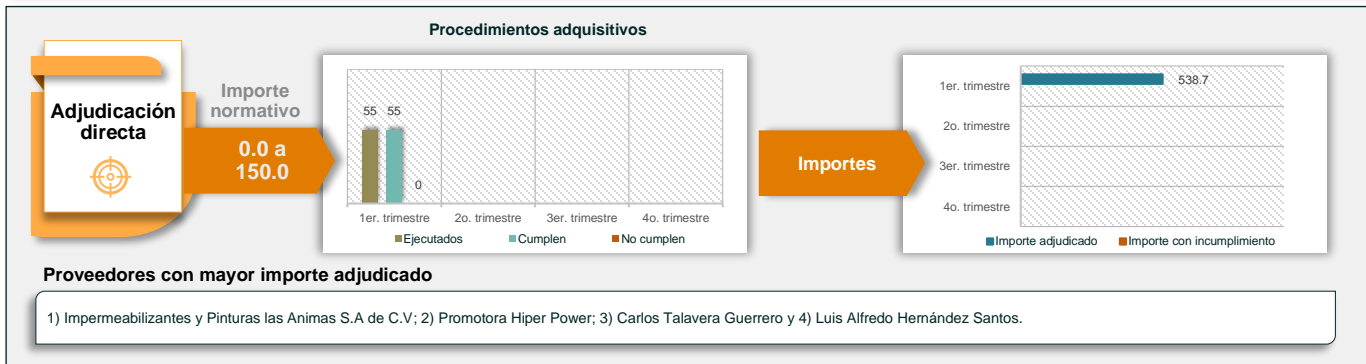 Procedimientos adquisitivos
Adjudicación
directa
Importe
normativo
0.0 a
150.0
55 55
0
1er. trimestre 2o. trimestre 3er. trimestre 4o. trimestre
Ejecutados Cumplen No cumplen
Importes
1er. trimestre 538.7
2o. trimestre
3er. trimestre
4o. trimestre
Importe adjudicado Importe con incumplimiento
Proveedores con mayor importe adjudicado
1) Impermeabilizantes y Pinturas las Animas S.A de C.V; 2) Promotora Hiper Power; 3) Carlos Talavera Guerrero y 4) Luis Alfredo Hernández Santos.